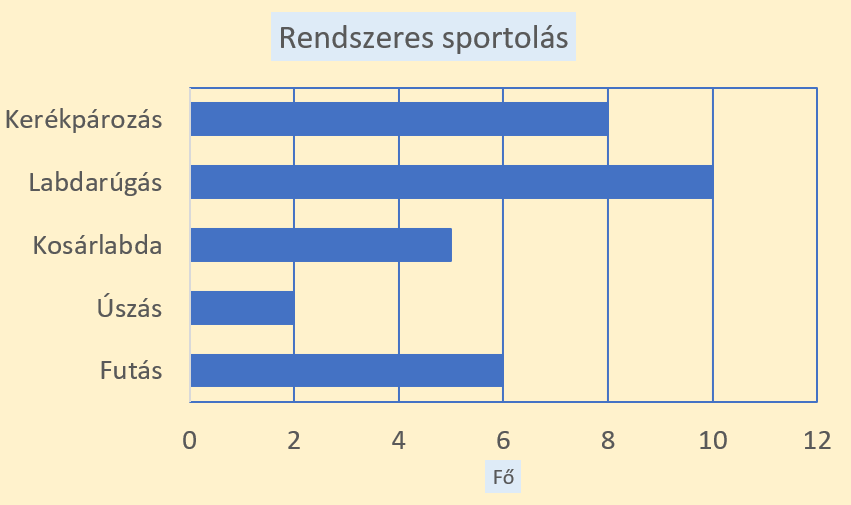 Rendszeres sportolás
Kerékpározás
Labdarúgás
Kosárlabda
Úszás
Futás
0 2 4 6 8 10 12
Fő